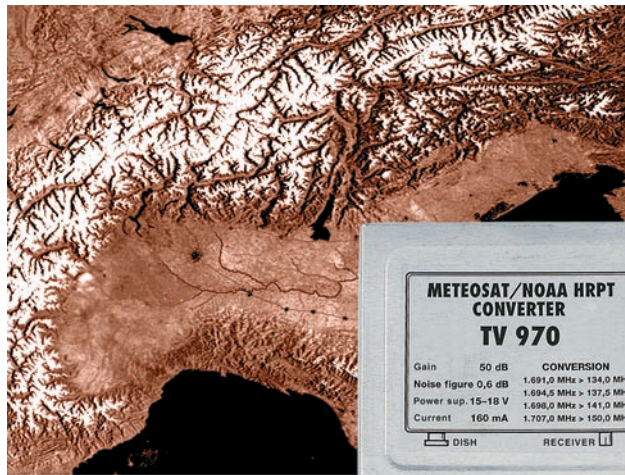 METEOSAT/NOAA HRPT
CONVERTER
TV 970
Gain 50 dB
Noise figure 0,6 dB
Power sup. 15–18 V
Current 160 mA
CONVERSION
1.691,0 MHz > 134,0 MH
1.694,5 MHz > 137,5 MH
1.698,0 MHz > 141,0 MH
1.707,0 MHz > 150,0 MH
DISH
RECEIVER